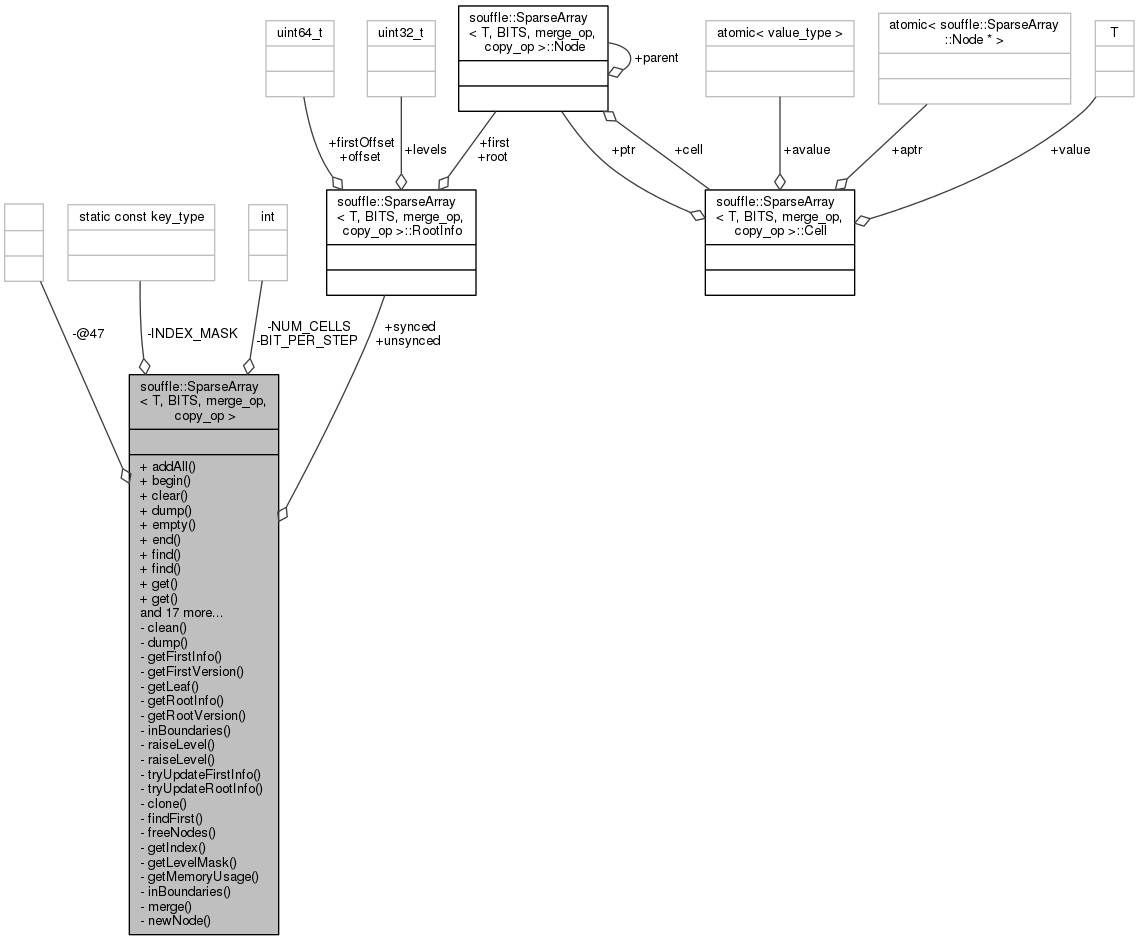 souffle::SparseArray
< T, BITS, merge_op,
copy_op >::Node
uint64_t
uint32_t
atomic< value_type >
atomic< souffle::SparseArray
::Node * >
T
+parent
+firstOffset
+offset
+levels
+first
+root
+ptr
+cell
+avalue
+aptr
+value
souffle::SparseArray
< T, BITS, merge_op,
copy_op >::RootInfo
souffle::SparseArray
< T, BITS, merge_op,
copy_op >::Cell
static const key_type
int
-@47
-INDEX_MASK
-NUM_CELLS
-BIT_PER_STEP
+synced
+unsynced
souffle::SparseArray
< T, BITS, merge_op,
copy_op >
+ addAll()
+ begin()
+ clear()
+ dump()
+ empty()
+ end()
+ find()
+ find()
+ get()
+ get()
and 17 more...
- clean()
- dump()
- getFirstInfo()
- getFirstVersion()
- getLeaf()
- getRootInfo()
- getRootVersion()
- inBoundaries()
- raiseLevel()
- raiseLevel()
- tryUpdateFirstInfo()
- tryUpdateRootInfo()
- clone()
- findFirst()
- freeNodes()
- getIndex()
- getLevelMask()
- getMemoryUsage()
- inBoundaries()
- merge()
- newNode()